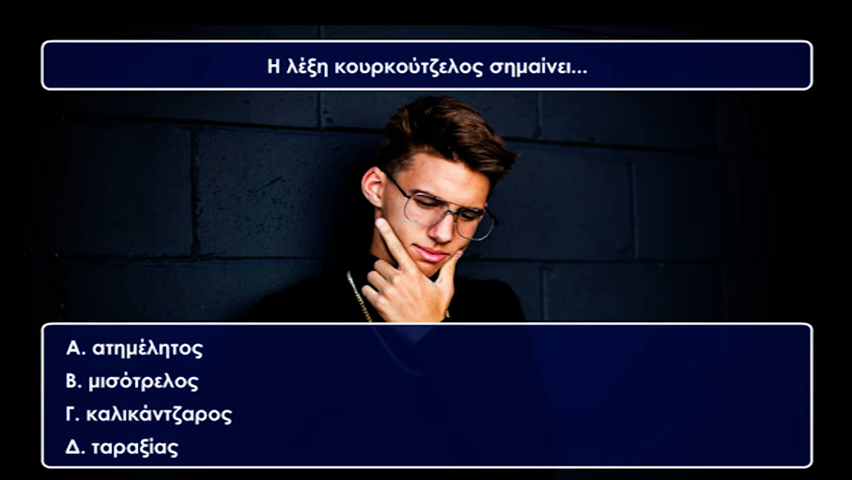 Η λέξη κουρκούτζελος σημαίνει...
Α. ατημέλητος
Β. μισότρελος
Γ. καλικάντζαρος
Δ. ταραξίας